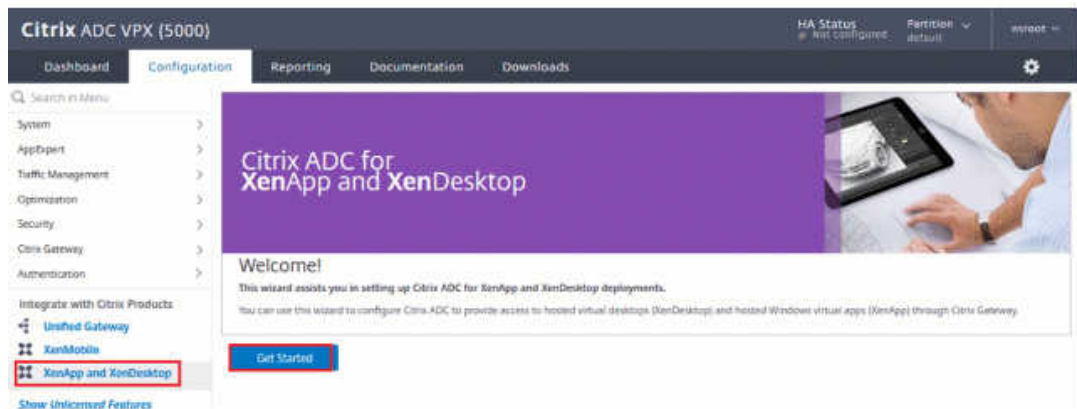 Citrix ADC VPX (5000)
HA Status
Not configured
Partition
default
nsroot
Dashboard
Configuration
Reporting
Documentation
Downloads
Search in Menu
System
AppExpert
Traffic Management
Optimization
Security
Citrix Gateway
Authentication
Integrate with Citrix Products
Unified Gateway
XenMobile
XenApp and XenDesktop
Show Unlicensed Features
Citrix ADC for
XenApp and XenDesktop
Welcome!
This wizard assists you in setting up Citrix ADC for XenApp and XenDesktop deployments.
You can use this wizard to configure Citrix ADC to provide access to hosted virtual desktops (XenDesktop) and hosted Windows virtual apps (XenApp) through Citrix Gateway.
Get Started